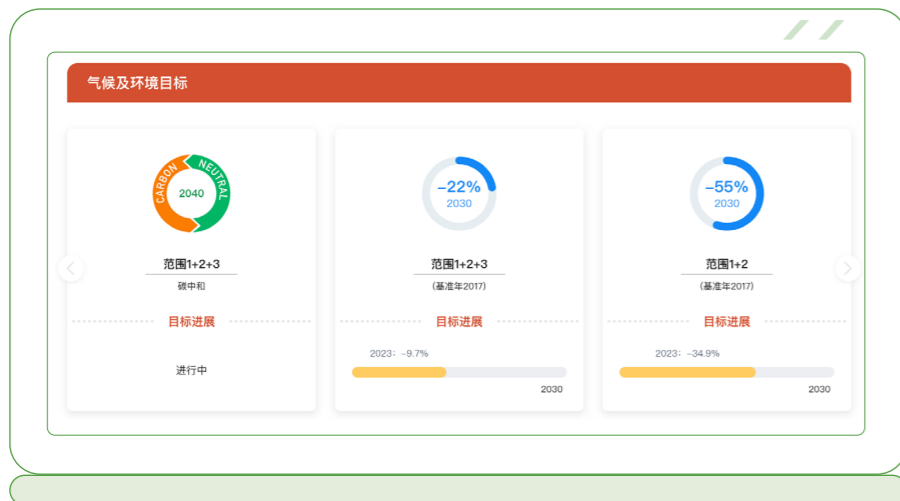 气候及环境目标
CARBON NEUTRAL
2040
范围1+2+3
碳中和
目标进展
进行中
-22%
2030
范围1+2+3
(基准年2017)
目标进展
2023: -9.7%
2030
-55%
2030
范围1+2
(基准年2017)
目标进展
2023: -34.9%
2030